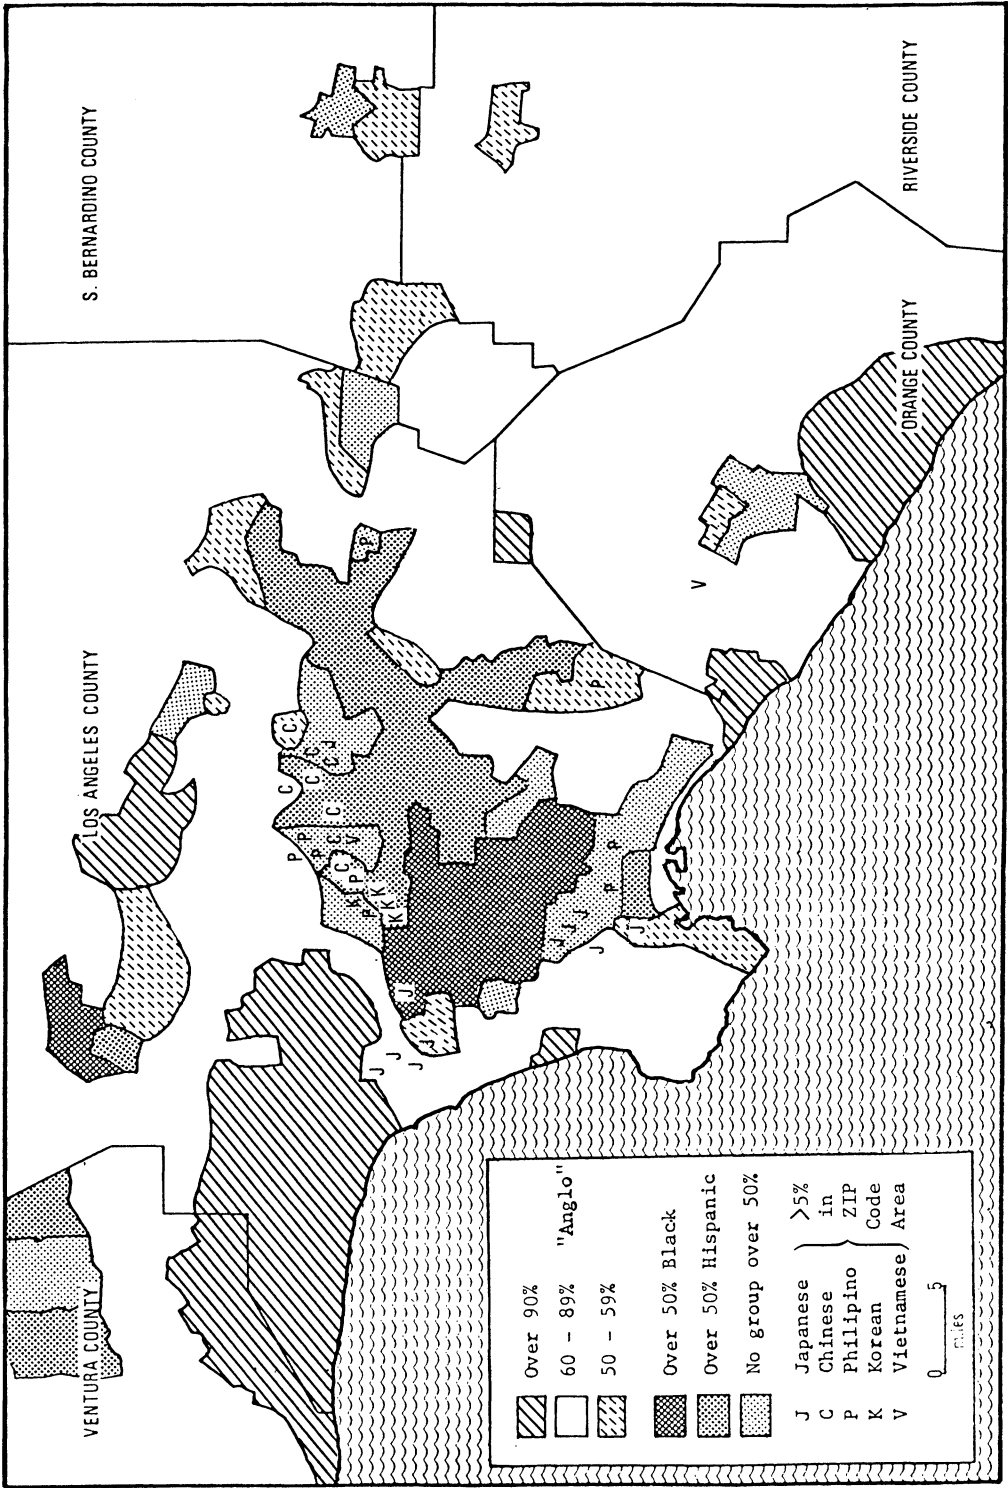 VENTURA COUNTY
LOS ANGELES COUNTY
S. BERNARDINO COUNTY
C
C
P
P
C
C
P
J
C
C
C
C
V
P
K
P
P
K
K
J
J
J
J
J
J
J
J
J
P
P
P
J
V
ORANGE COUNTY
RIVERSIDE COUNTY
Over 90%
60 - 89% "Anglo"
50 - 59%
Over 50% Black
Over 50% Hispanic
No group over 50%
J Japanese >5%
C Chinese in
P Philipino ZIP
K Korean Code
V Vietnamese Area
0 5
miles